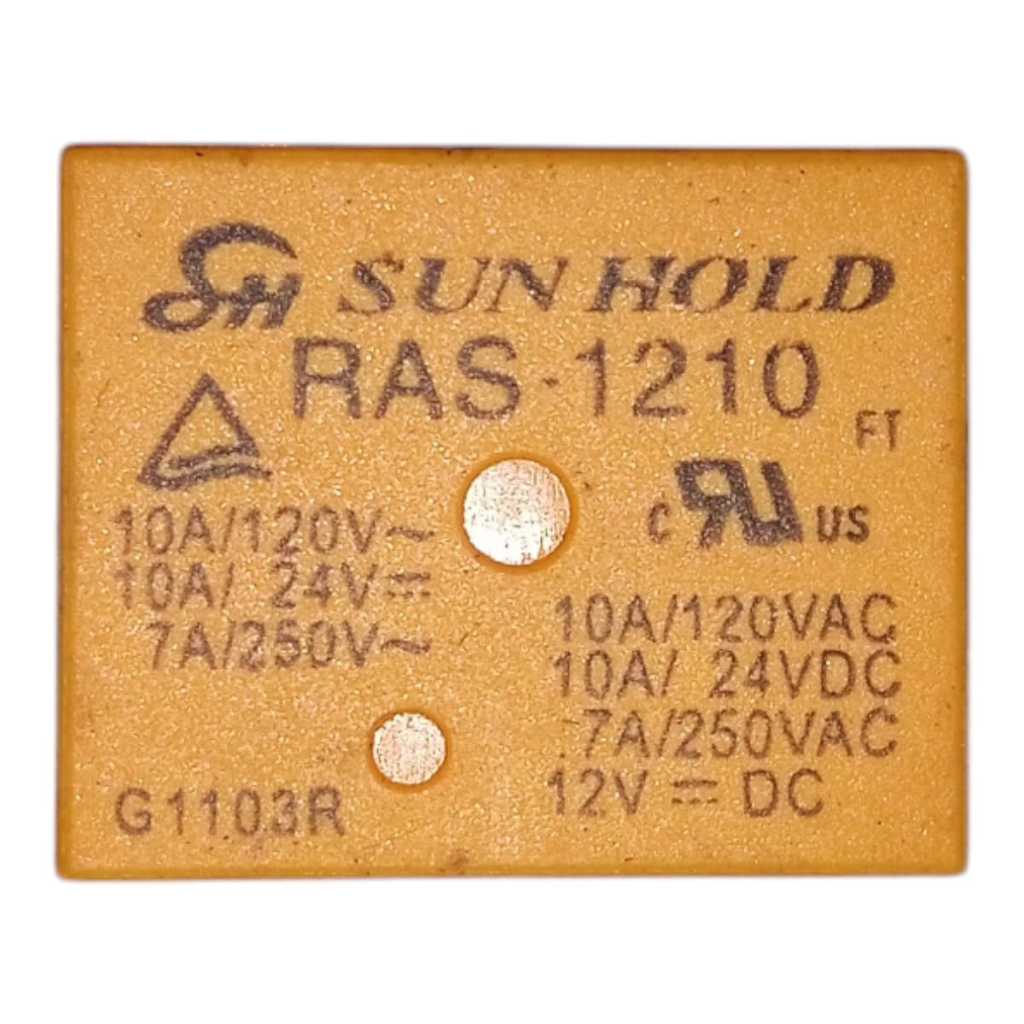 SH SUN HOLD
RAS-1210
FT
c RU US
10A/120V~
10A/ 24V⎓
7A/250V~
10A/120VAC
10A/ 24VDC
7A/250VAC
12V ⎓ DC
G1103R